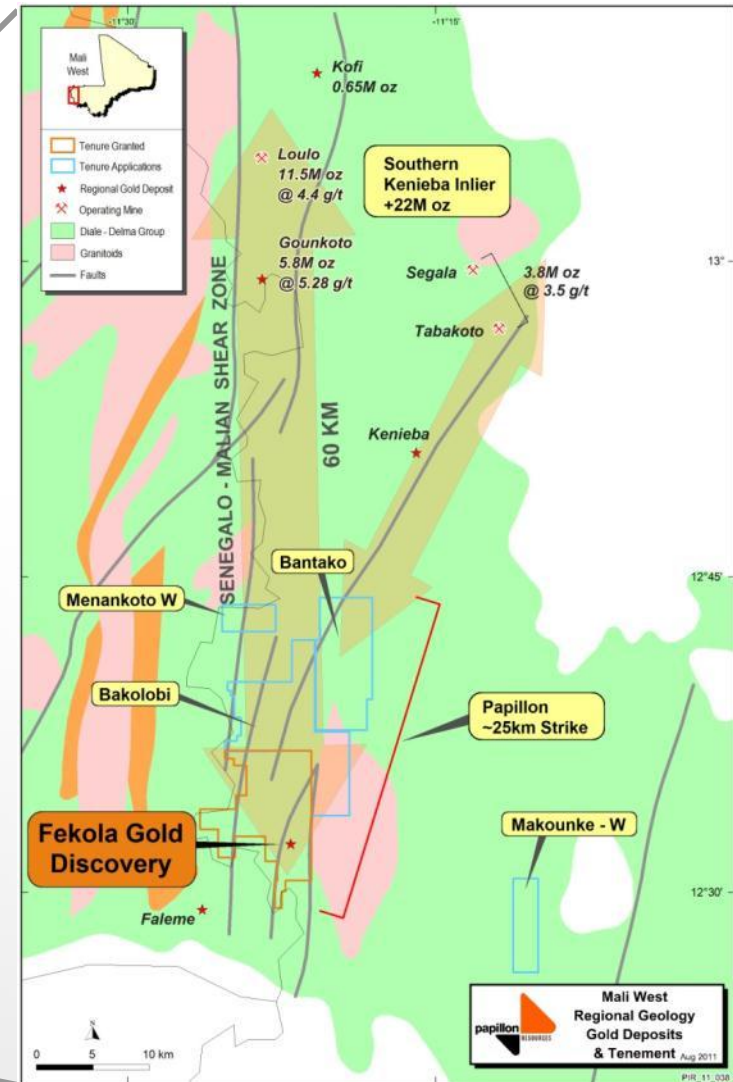 -11°30'
-11°15'
Mali
West
Tenure Granted
Tenure Applications
Regional Gold Deposit
Operating Mine
Diale - Delma Group
Granitoids
Faults
Kofi
0.65M oz
Loulo
11.5M oz
@ 4.4 g/t
Southern
Kenieba Inlier
+22M oz
Gounkoto
5.8M oz
@ 5.28 g/t
13°
Segala
3.8M oz
@ 3.5 g/t
Tabakoto
SENEGALO - MALIAN SHEAR ZONE
60 KM
Kenieba
Bantako
12°45'
Menankoto W
Bakolobi
Papillon
~25km Strike
Fekola Gold
Discovery
Makounke - W
12°30'
Faleme
N
0 5 10 km
papillon
RESOURCES
Mali West
Regional Geology
Gold Deposits
& Tenement
Aug 2011
PIR_11_038